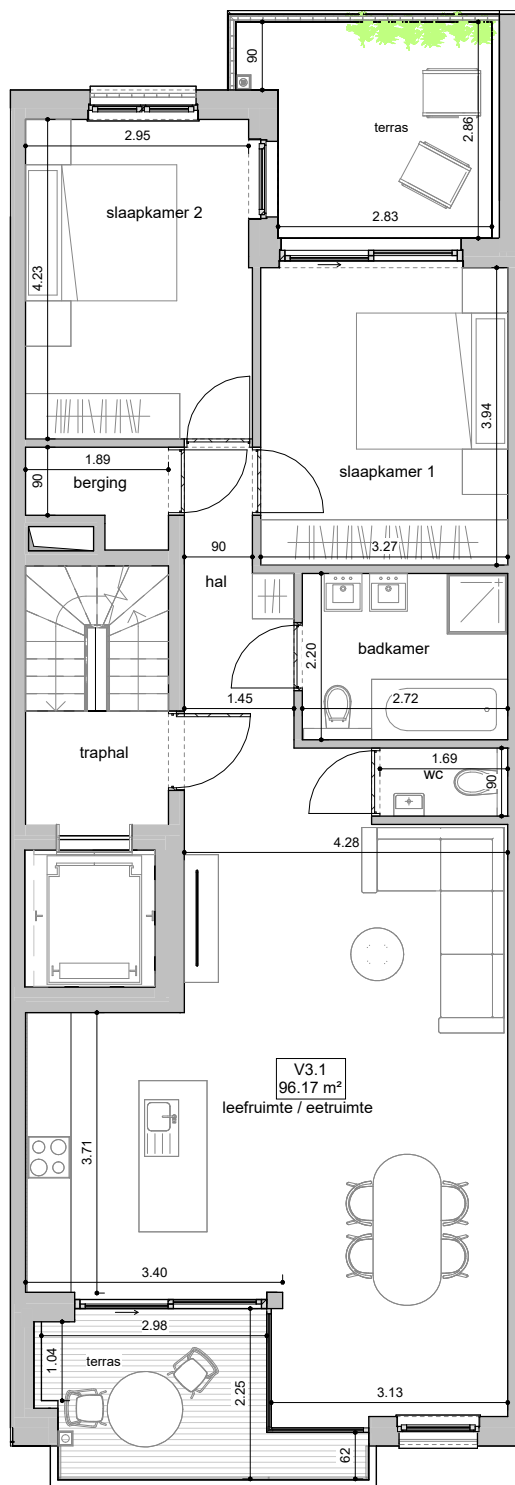 90
terras
2.86
2.95
slaapkamer 2
2.83
4.23
3.94
slaapkamer 1
1.89
berging
90
90
3.27
hal
2.20
badkamer
1.45
2.72
traphal
1.69
wc
90
4.28
V3.1
96.17 m²
leefruimte / eetruimte
3.71
3.40
2.98
1.04
terras
2.25
3.13
62